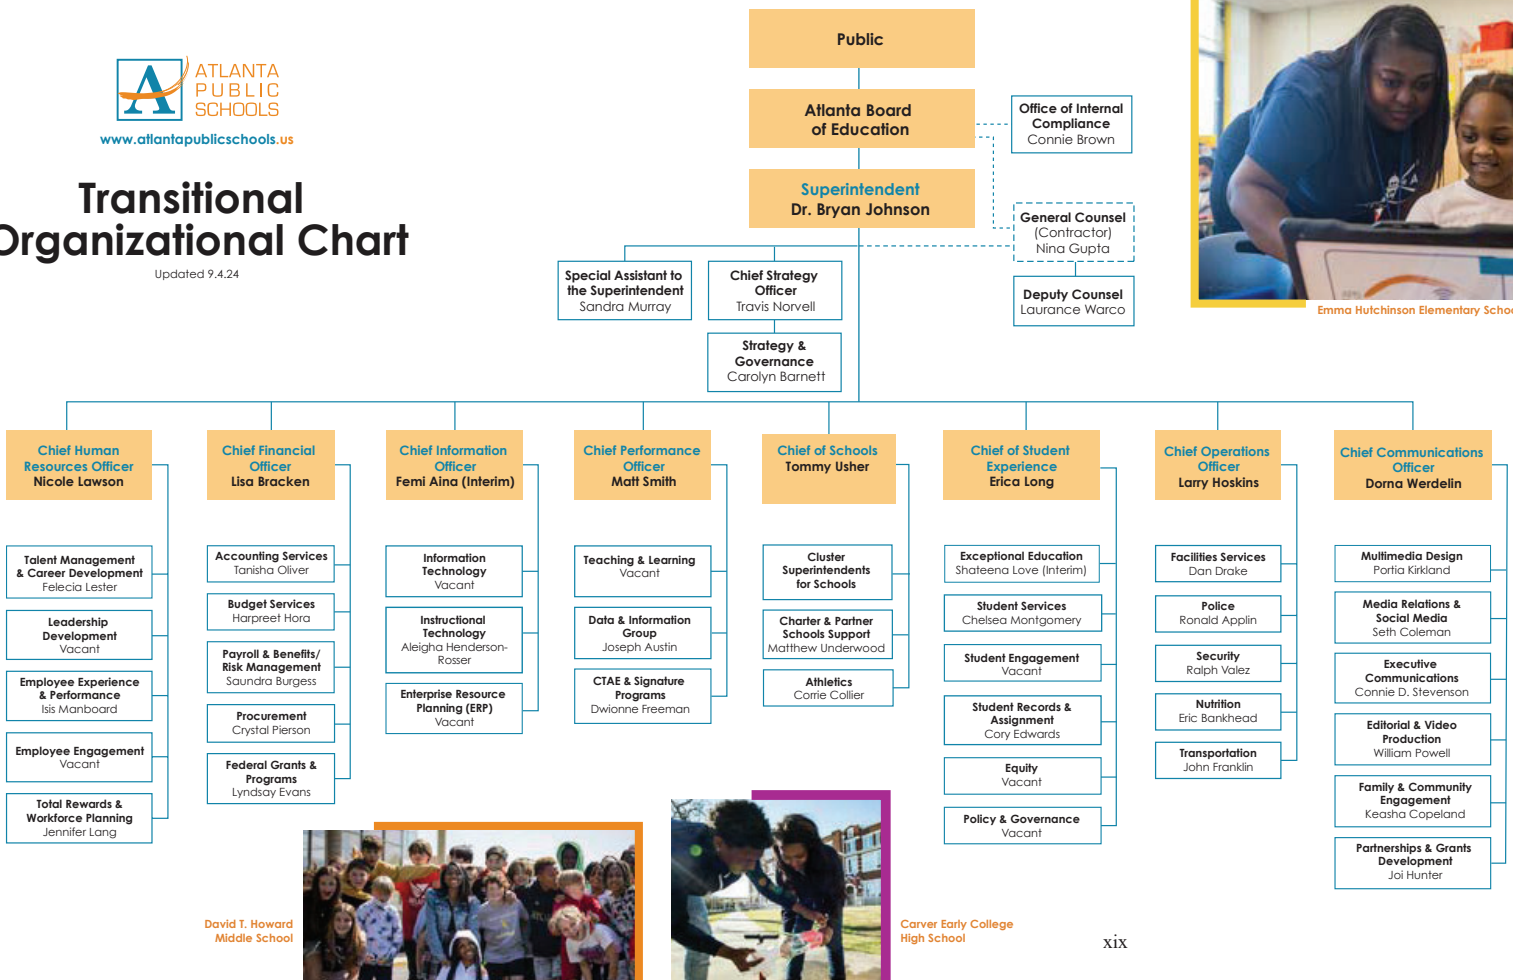 ATLANTA
PUBLIC
SCHOOLS
www.atlantapublicschools.us
Transitional
Organizational Chart
Updated 9.4.24
Public
Atlanta Board
of Education
Superintendent
Dr. Bryan Johnson
Office of Internal
Compliance
Connie Brown
General Counsel
(Contractor)
Nina Gupta
Deputy Counsel
Laurance Warco
Special Assistant to
the Superintendent
Sandra Murray
Chief Strategy
Officer
Travis Norvell
Strategy &
Governance
Carolyn Barnett
Emma Hutchinson Elementary Schoo
Chief Human
Resources Officer
Nicole Lawson
Talent Management
& Career Development
Felecia Lester
Leadership
Development
Vacant
Employee Experience
& Performance
Isis Manboard
Employee Engagement
Vacant
Total Rewards &
Workforce Planning
Jennifer Lang
Chief Financial
Officer
Lisa Bracken
Accounting Services
Tanisha Oliver
Budget Services
Harpreet Hora
Payroll & Benefits/
Risk Management
Saundra Burgess
Procurement
Crystal Pierson
Federal Grants &
Programs
Lyndsay Evans
Chief Information
Officer
Femi Aina (Interim)
Information
Technology
Vacant
Instructional
Technology
Aleigha Henderson-
Rosser
Enterprise Resource
Planning (ERP)
Vacant
Chief Performance
Officer
Matt Smith
Teaching & Learning
Vacant
Data & Information
Group
Joseph Austin
CTAE & Signature
Programs
Dwionne Freeman
Chief of Schools
Tommy Usher
Cluster
Superintendents
for Schools
Charter & Partner
Schools Support
Matthew Underwood
Athletics
Corrie Collier
Chief of Student
Experience
Erica Long
Exceptional Education
Shateena Love (Interim)
Student Services
Chelsea Montgomery
Student Engagement
Vacant
Student Records &
Assignment
Cory Edwards
Equity
Vacant
Policy & Governance
Vacant
Chief Operations
Officer
Larry Hoskins
Facilities Services
Dan Drake
Police
Ronald Applin
Security
Ralph Valez
Nutrition
Eric Bankhead
Transportation
John Franklin
Chief Communications
Officer
Dorna Werdelin
Multimedia Design
Portia Kirkland
Media Relations &
Social Media
Seth Coleman
Executive
Communications
Connie D. Stevenson
Editorial & Video
Production
William Powell
Family & Community
Engagement
Keasha Copeland
Partnerships & Grants
Development
Joi Hunter
David T. Howard
Middle School
Carver Early College
High School
xix